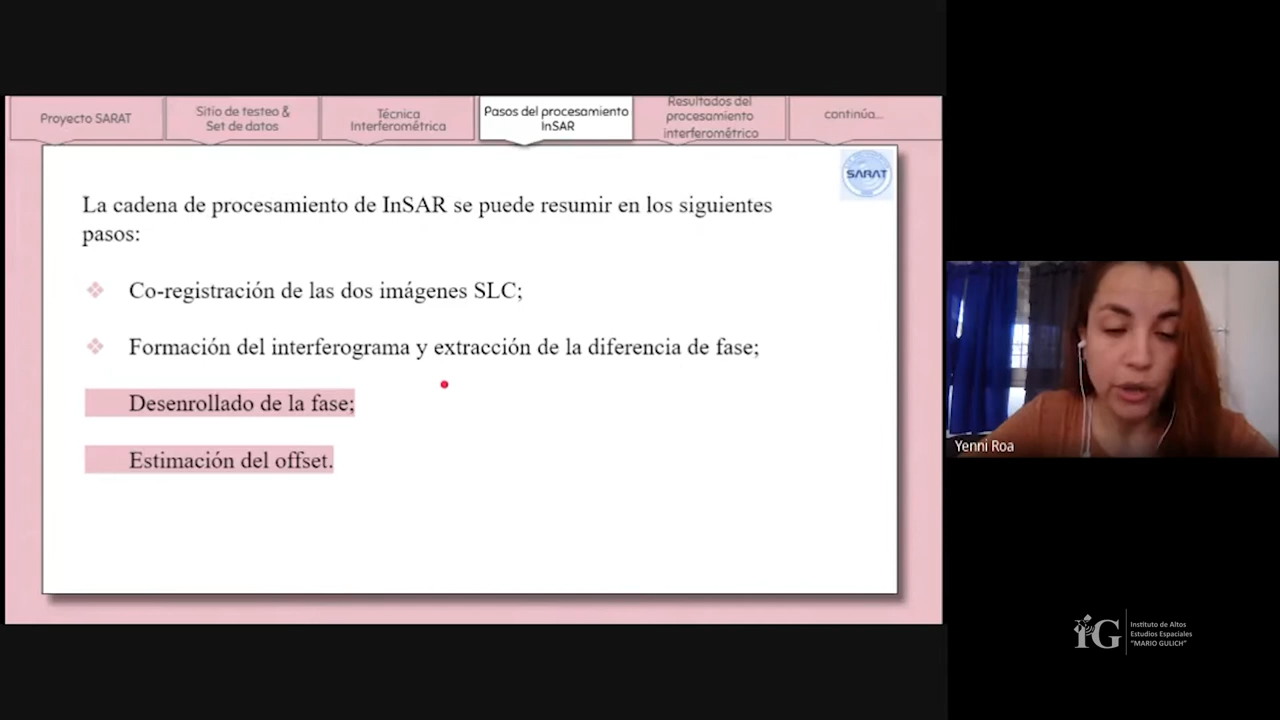 Proyecto SARAT
Sitio de testeo &
Set de datos
Técnica
Interferométrica
Pasos del procesamiento
InSAR
Resultados del
procesamiento
interferométrico
continúa...
SARAT
La cadena de procesamiento de InSAR se puede resumir en los siguientes
pasos:
Co-registración de las dos imágenes SLC;
Formación del interferograma y extracción de la diferencia de fase;
Desenrollado de la fase;
Estimación del offset.
Yenni Roa
iG
Instituto de Altos
Estudios Espaciales
"MARIO GULICH"